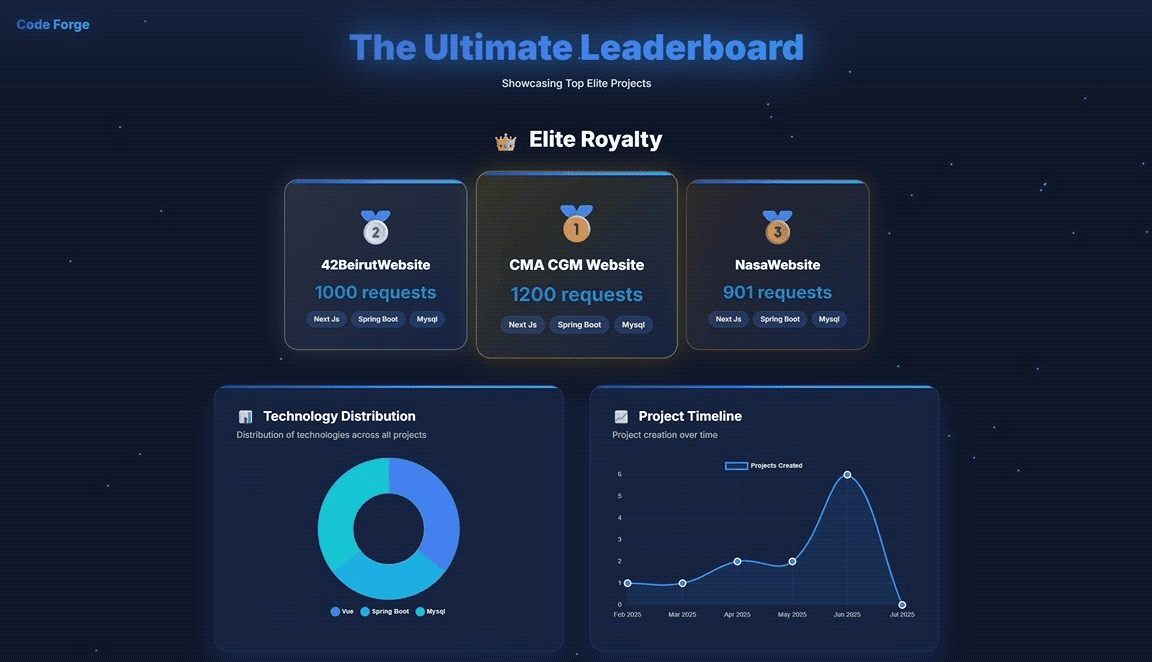 Code Forge
The Ultimate Leaderboard
Showcasing Top Elite Projects
Elite Royalty
2
42BeirutWebsite
1000 requests
Next Js Spring Boot Mysql
1
CMA CGM Website
1200 requests
Next Js Spring Boot Mysql
3
NasaWebsite
901 requests
Next Js Spring Boot Mysql
Technology Distribution
Distribution of technologies across all projects
Vue Spring Boot Mysql
Project Timeline
Project creation over time
Projects Created
6
5
4
3
2
1
0
Feb 2025 Mar 2025 Apr 2025 May 2025 Jun 2025 Jul 2025